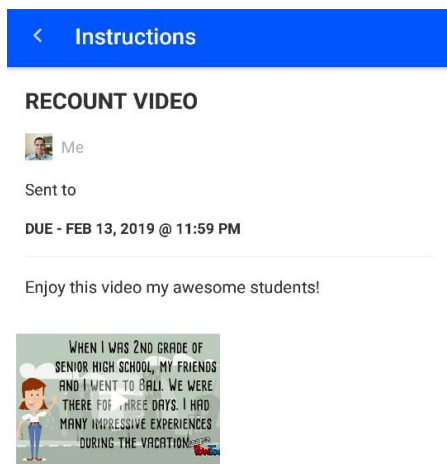 Instructions
RECOUNT VIDEO
Me
Sent to
DUE - FEB 13, 2019 @ 11:59 PM
Enjoy this video my awesome students!
WHEN I WAS 2ND GRADE OF
SENIOR HIGH SCHOOL, MY FRIENDS
AND I WENT TO BALI. WE WERE
THERE FOR THREE DAYS. I HAD
MANY IMPRESSIVE EXPERIENCES
DURING THE VACATION